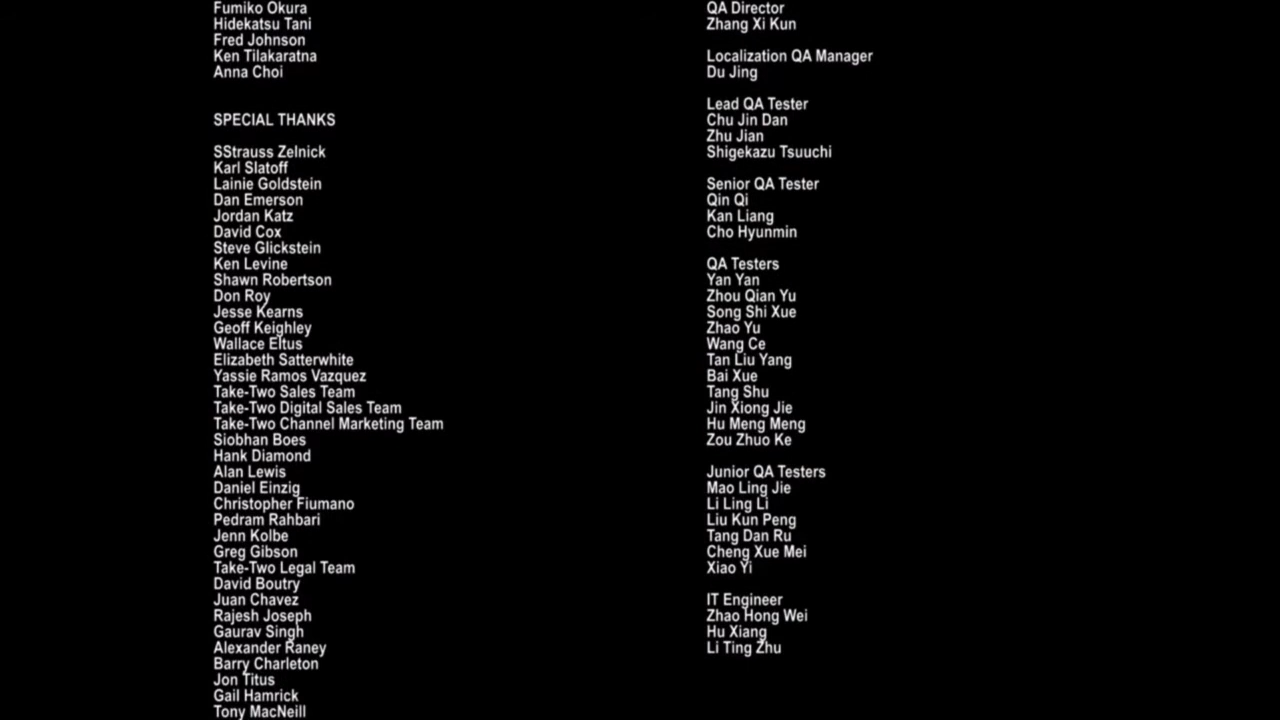 Fumiko Okura
Hidekatsu Tani
Fred Johnson
Ken Tilakaratna
Anna Choi
SPECIAL THANKS
SStrauss Zelnick
Karl Slatoff
Lainie Goldstein
Dan Emerson
Jordan Katz
David Cox
Steve Glickstein
Ken Levine
Shawn Robertson
Don Roy
Jesse Kearns
Geoff Keighley
Wallace Eltus
Elizabeth Satterwhite
Yassie Ramos Vazquez
Take-Two Sales Team
Take-Two Digital Sales Team
Take-Two Channel Marketing Team
Siobhan Boes
Hank Diamond
Alan Lewis
Daniel Einzig
Christopher Fiumano
Pedram Rahbari
Jenn Kolbe
Greg Gibson
Take-Two Legal Team
David Boutry
Juan Chavez
Rajesh Joseph
Gaurav Singh
Alexander Raney
Barry Charleton
Jon Titus
Gail Hamrick
Tony MacNeill
QA Director
Zhang Xi Kun
Localization QA Manager
Du Jing
Lead QA Tester
Chu Jin Dan
Zhu Jian
Shigekazu Tsuuchi
Senior QA Tester
Qin Qi
Kan Liang
Cho Hyunmin
QA Testers
Yan Yan
Zhou Qian Yu
Song Shi Xue
Zhao Yu
Wang Ce
Tan Liu Yang
Bai Xue
Tang Shu
Jin Xiong Jie
Hu Meng Meng
Zou Zhuo Ke
Junior QA Testers
Mao Ling Jie
Li Ling Li
Liu Kun Peng
Tang Dan Ru
Cheng Xue Mei
Xiao Yi
IT Engineer
Zhao Hong Wei
Hu Xiang
Li Ting Zhu